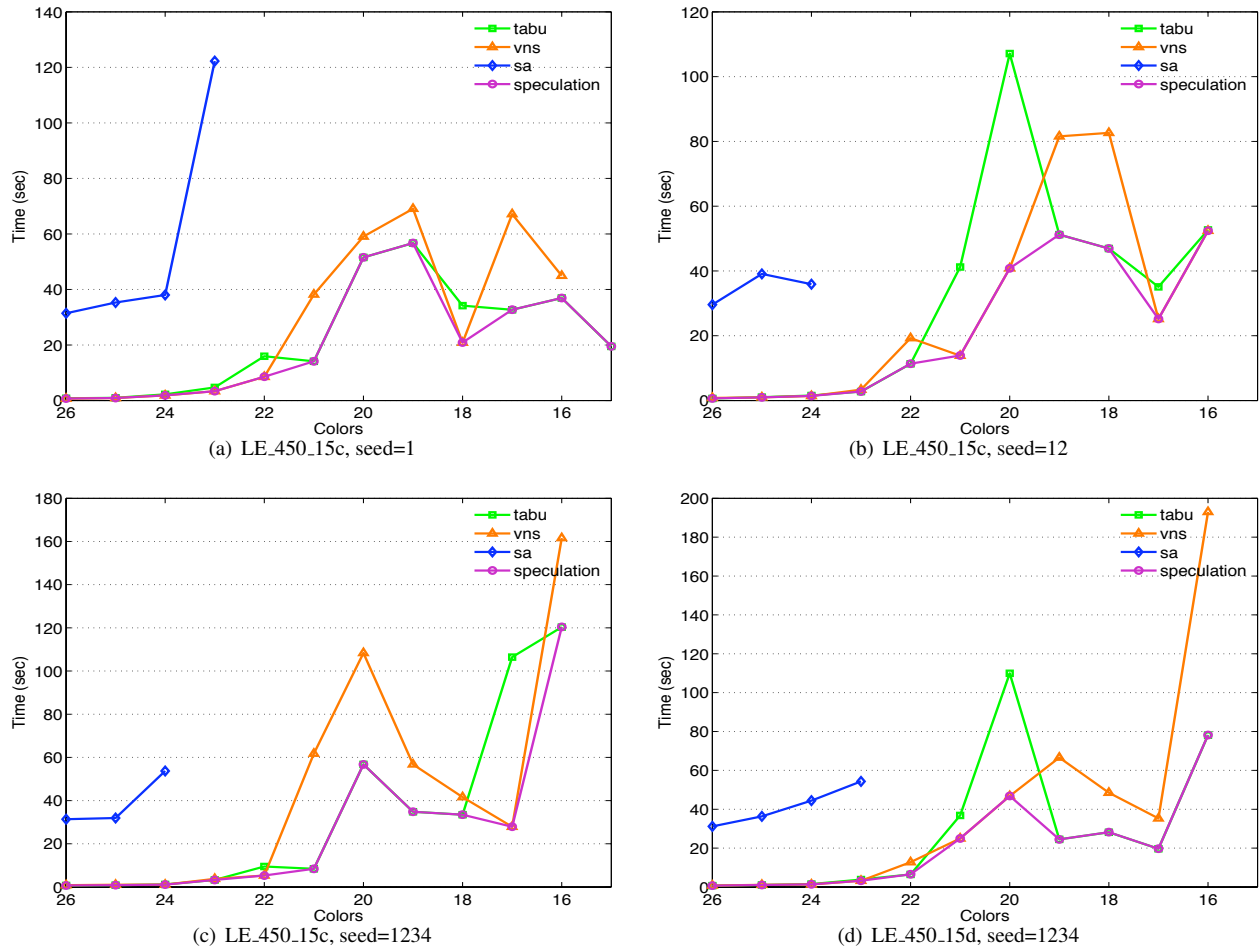 140
120
100
80
60
40
20
0
Time (sec)
26
24
22
20
18
16
Colors
tabu
vns
sa
speculation
(a) LE_450_15c, seed=1
120
100
80
60
40
20
0
Time (sec)
26
24
22
20
18
16
Colors
tabu
vns
sa
speculation
(b) LE_450_15c, seed=12
180
160
140
120
100
80
60
40
20
0
Time (sec)
26
24
22
20
18
16
Colors
tabu
vns
sa
speculation
(c) LE_450_15c, seed=1234
200
180
160
140
120
100
80
60
40
20
0
Time (sec)
26
24
22
20
18
16
Colors
tabu
vns
sa
speculation
(d) LE_450_15d, seed=1234